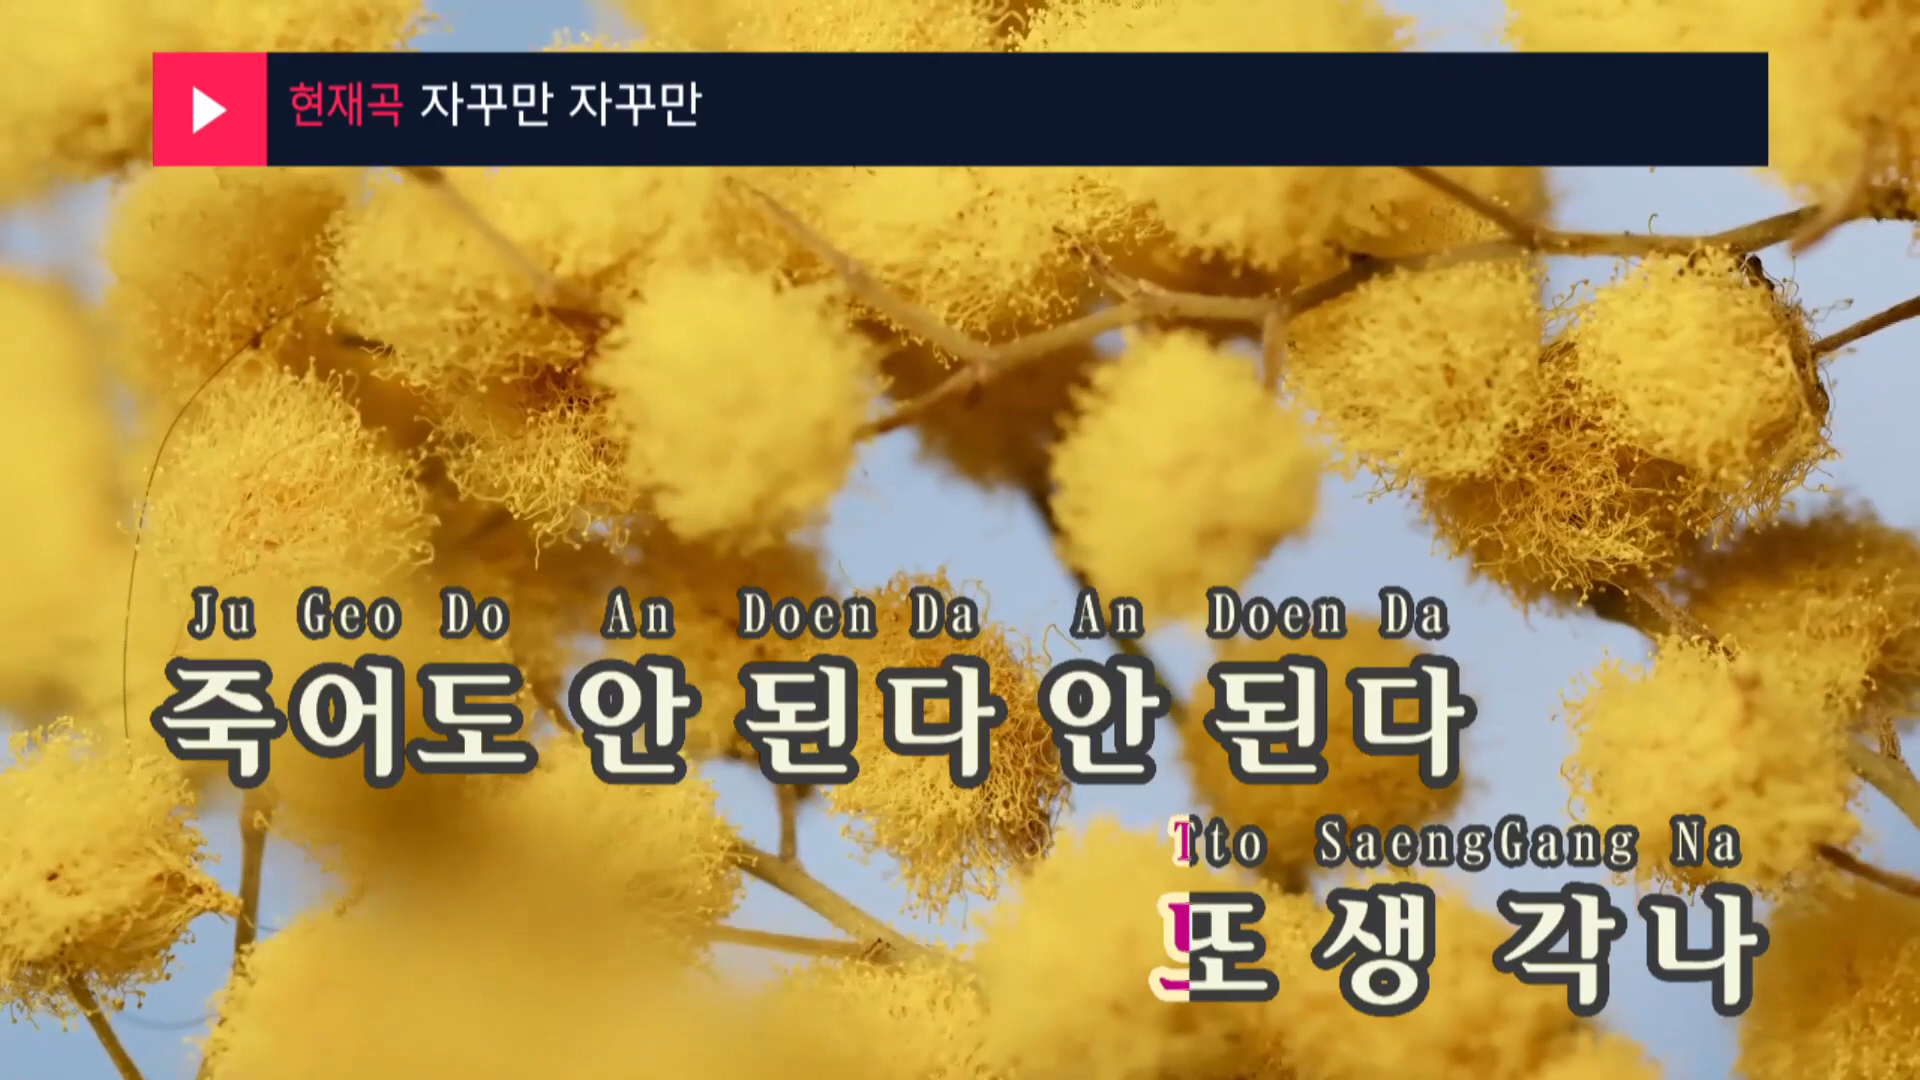 현재곡 자꾸만 자꾸만
Ju Geo Do An Doen Da An Doen Da
죽어도 안 된다 안 된다
Tto SaengGang Na
또 생각나